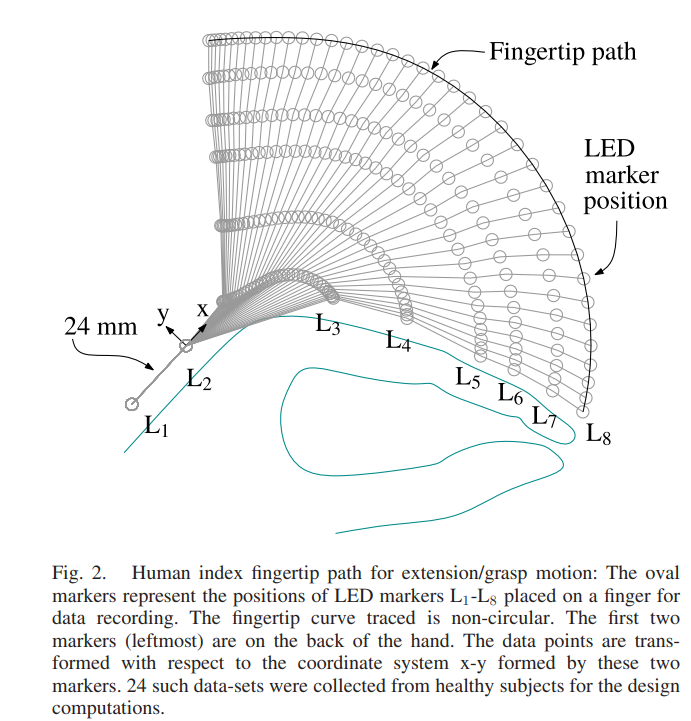 Fingertip path
LED
marker
position
24 mm
y
x
L3
L4
L2
L5
L6
L7
L1
L8
Fig. 2. Human index fingertip path for extension/grasp motion: The oval
markers represent the positions of LED markers L1-L8 placed on a finger for
data recording. The fingertip curve traced is non-circular. The first two
markers (leftmost) are on the back of the hand. The data points are trans-
formed with respect to the coordinate system x-y formed by these two
markers. 24 such data-sets were collected from healthy subjects for the design
computations.